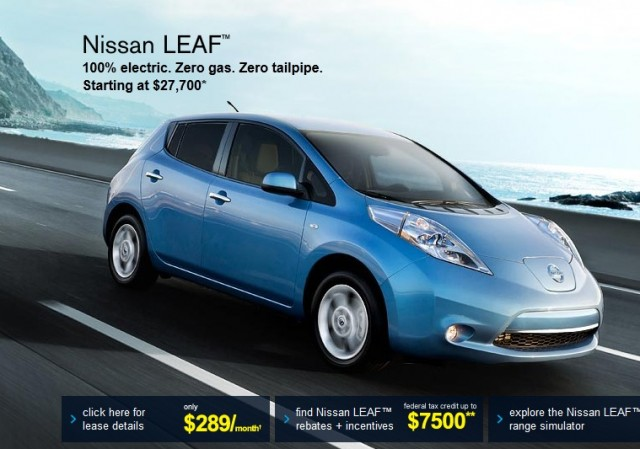 Nissan LEAF™
100% electric. Zero gas. Zero tailpipe.
Starting at $27,700*
click here for
lease details
only
$289/month†
find Nissan LEAF™
rebates + incentives
federal tax credit up to
$7500**
explore the Nissan LEAF™
range simulator